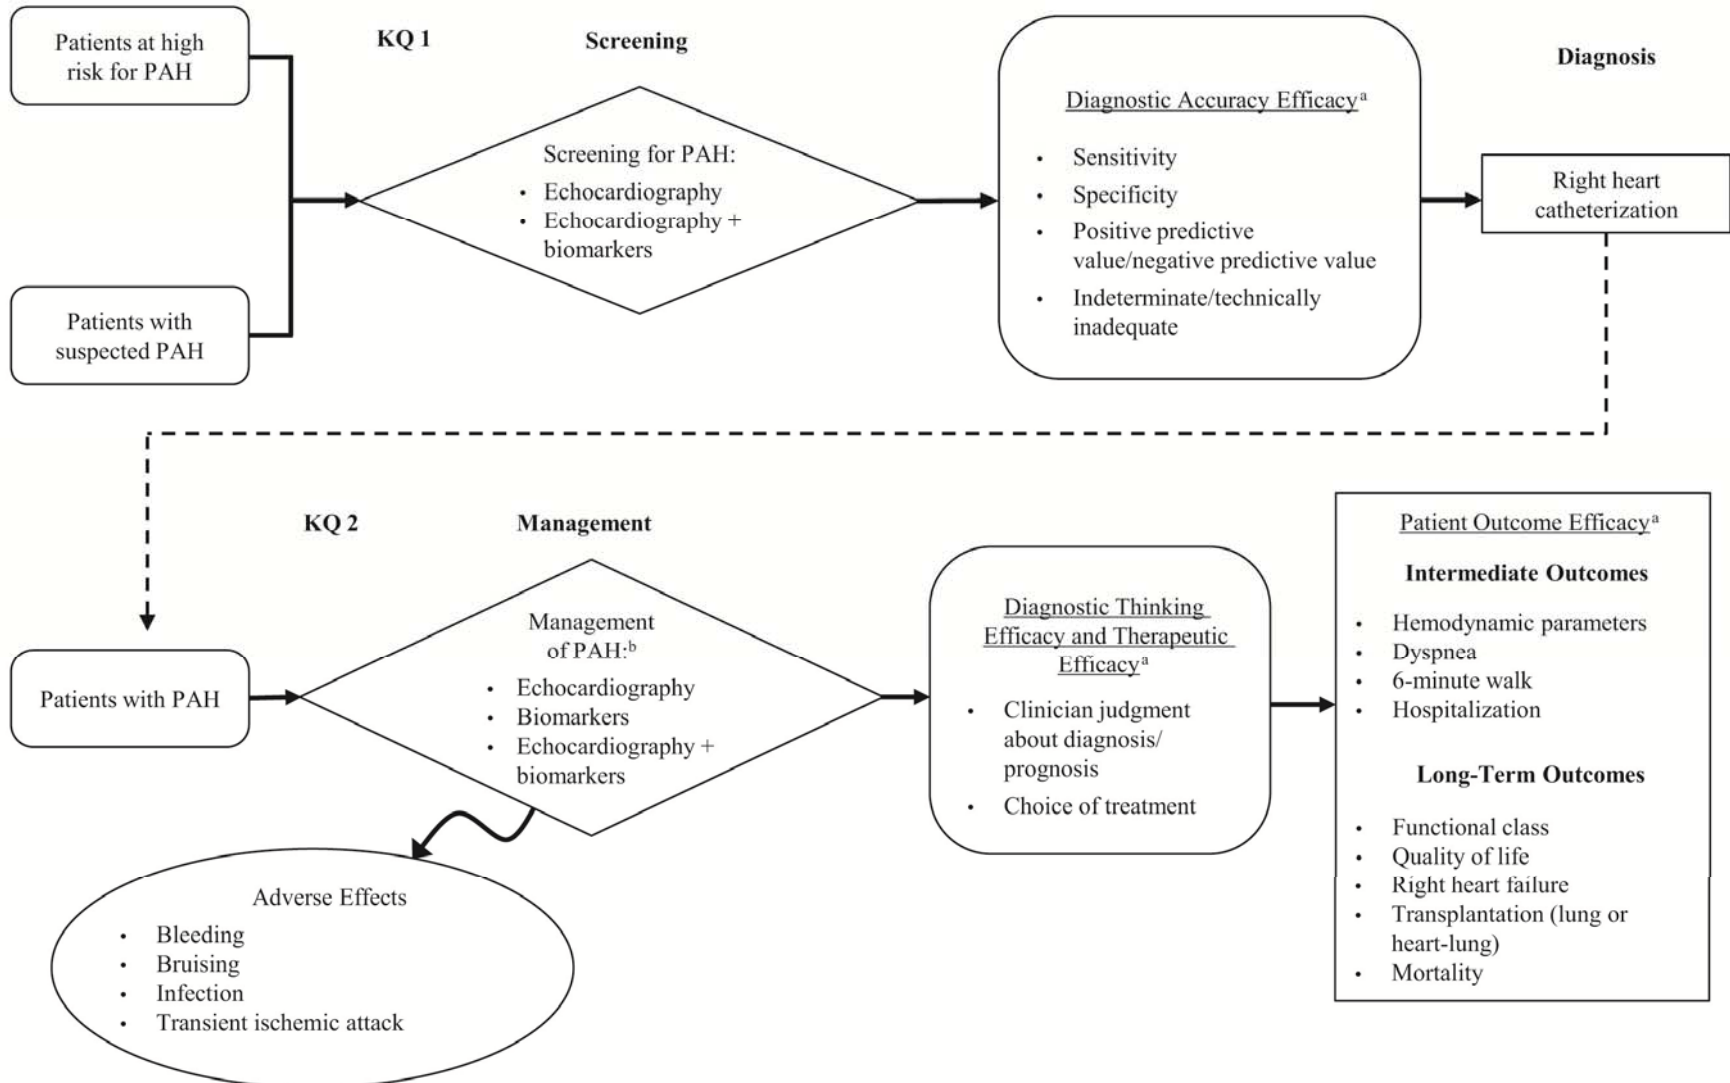 Patients at high
risk for PAH
KQ 1
Screening
Screening for PAH:
• Echocardiography
• Echocardiography +
biomarkers
Patients with
suspected PAH
Diagnostic Accuracy Efficacyᵃ
• Sensitivity
• Specificity
• Positive predictive
value/negative predictive value
• Indeterminate/technically
inadequate
Diagnosis
Right heart
catheterization
KQ 2
Management
Patients with PAH
Management
of PAH:ᵇ
• Echocardiography
• Biomarkers
• Echocardiography +
biomarkers
Adverse Effects
• Bleeding
• Bruising
• Infection
• Transient ischemic attack
Diagnostic Thinking
Efficacy and Therapeutic
Efficacyᵃ
• Clinician judgment
about diagnosis/
prognosis
• Choice of treatment
Patient Outcome Efficacyᵃ
Intermediate Outcomes
• Hemodynamic parameters
• Dyspnea
• 6-minute walk
• Hospitalization
Long-Term Outcomes
• Functional class
• Quality of life
• Right heart failure
• Transplantation (lung or
heart-lung)
• Mortality